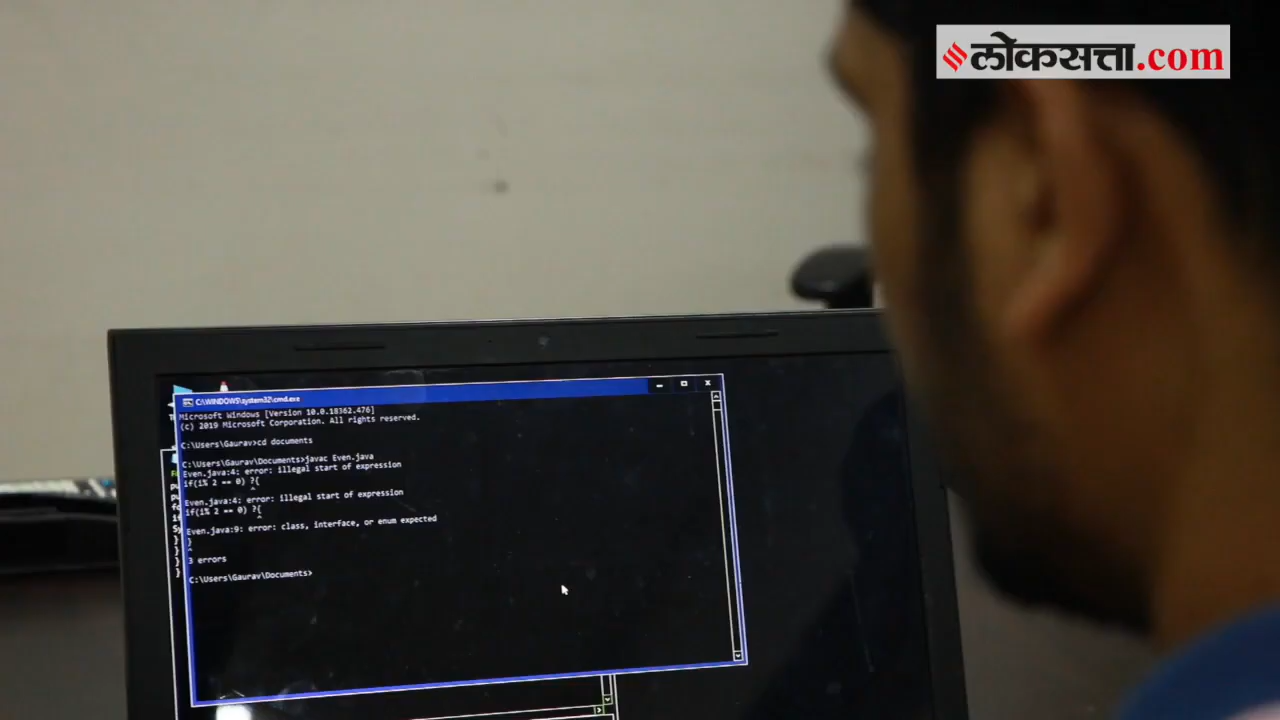 लोकसत्ता.com
C:\WINDOWS\system32\cmd.exe
Microsoft Windows [Version 10.0.18362.476]
(c) 2019 Microsoft Corporation. All rights reserved.
C:\Users\Gaurav>cd documents
C:\Users\Gaurav\Documents>javac Even.java
Even.java:4: error: illegal start of expression
if(i% 2 == 0) ?{
^
Even.java:4: error: illegal start of expression
if(i% 2 == 0) ?{
^
Even.java:9: error: class, interface, or enum expected
}
^
3 errors
C:\Users\Gaurav\Documents>